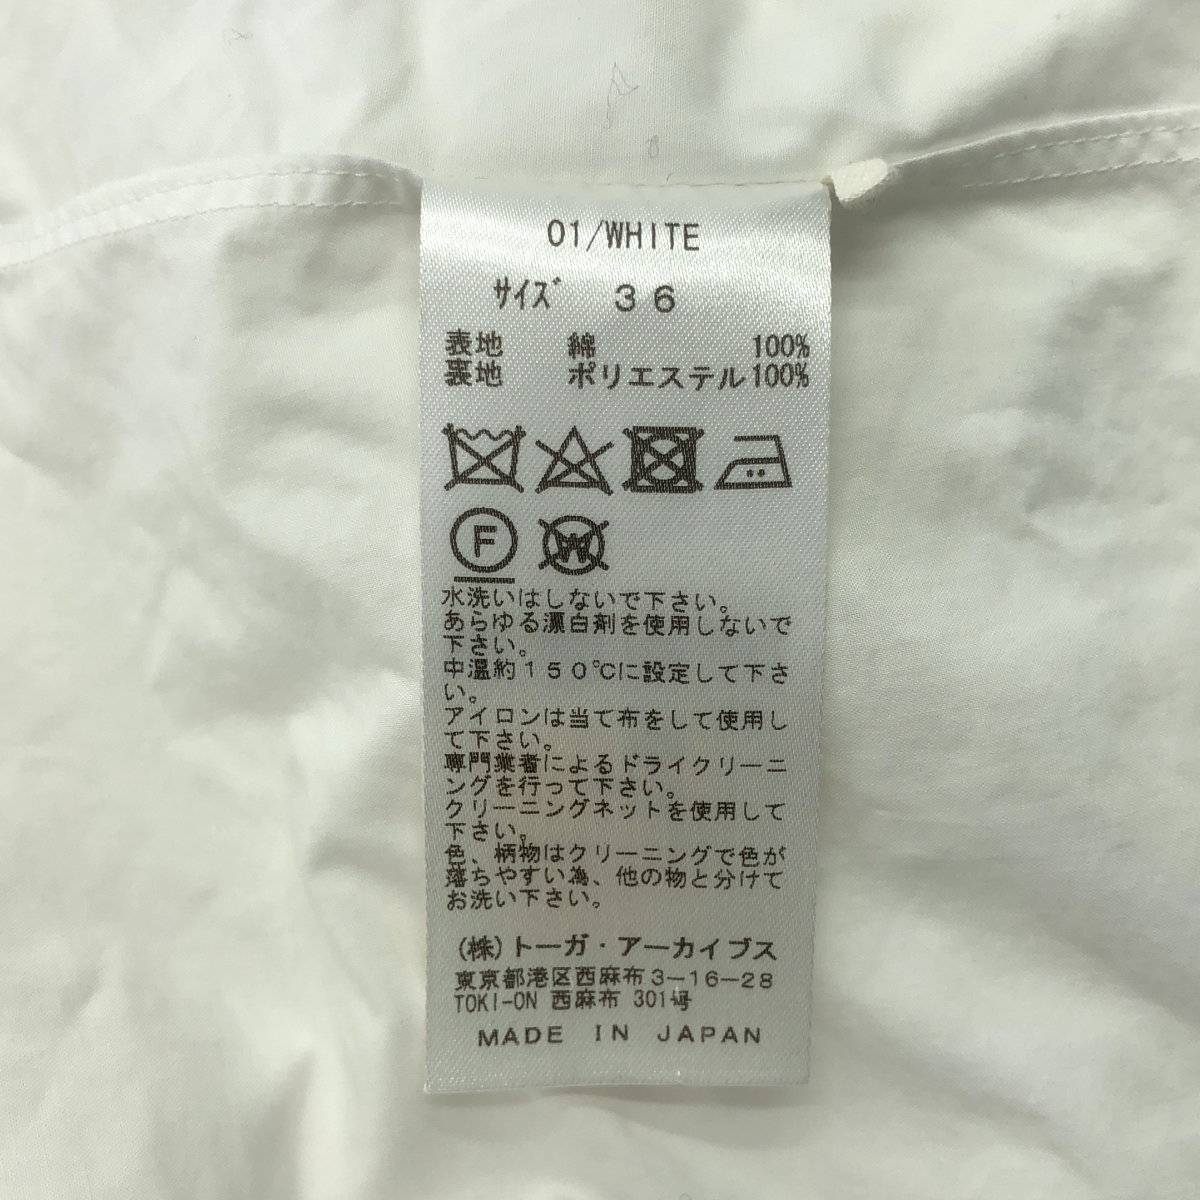 01/WHITE
ｻｲｽﾞ 36
表地 綿 100%
裏地 ポリエステル100%
F
W
水洗いはしないで下さい。
あらゆる漂白剤を使用しないで
下さい。
中温約150℃に設定して下さ
い。
アイロンは当て布をして使用し
て下さい。
専門業者によるドライクリーニ
ングを行って下さい。
クリーニングネットを使用して
下さい。
色、柄物はクリーニングで色が
落ちやすい為、他の物と分けて
お洗い下さい。
(株)トーガ・アーカイブス
東京都港区西麻布3-16-28
TOKI-ON 西麻布 301号
MADE IN JAPAN